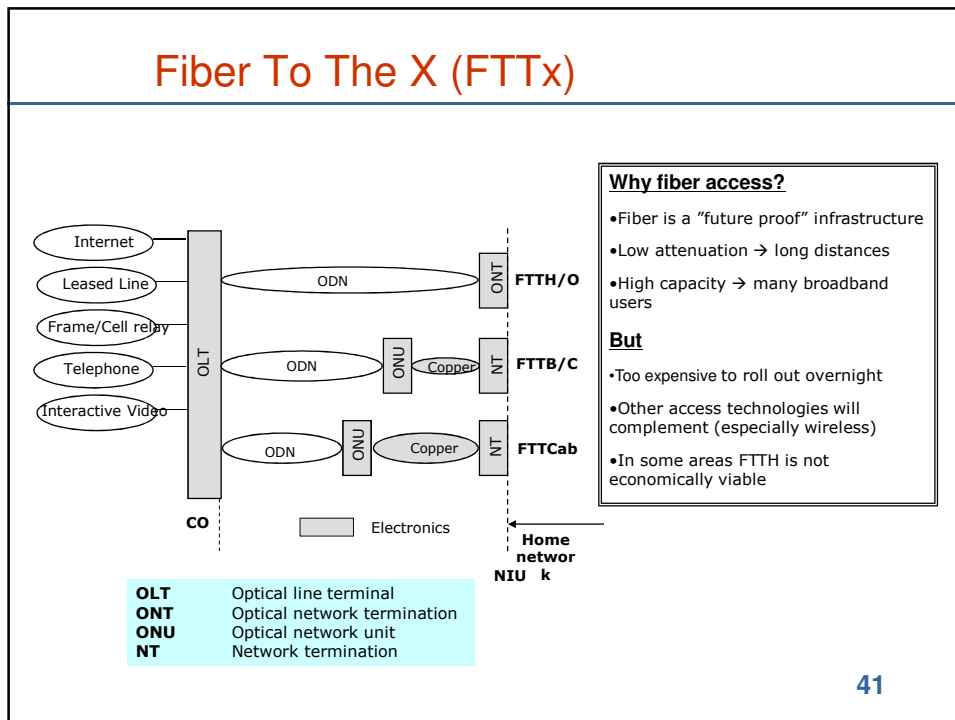 Fiber To The X (FTTx)
Internet
Leased Line
Frame/Cell relay
Telephone
Interactive Video
OLT
ODN
ONT
FTTH/O
ODN
ONU
Copper
NT
FTTB/C
ODN
ONU
Copper
NT
FTTCab
CO
Electronics
Home
networ
k
NIU
Why fiber access?
•Fiber is a ”future proof” infrastructure
•Low attenuation → long distances
•High capacity → many broadband
users
But
•Too expensive to roll out overnight
•Other access technologies will
complement (especially wireless)
•In some areas FTTH is not
economically viable
OLT Optical line terminal
ONT Optical network termination
ONU Optical network unit
NT Network termination
41